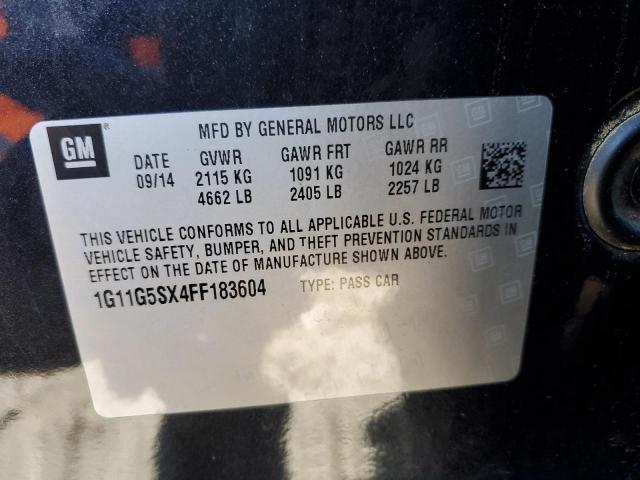 GM
®
MFD BY GENERAL MOTORS LLC
DATE GVWR GAWR FRT GAWR RR
09/14 2115 KG 1091 KG 1024 KG
4662 LB 2405 LB 2257 LB
THIS VEHICLE CONFORMS TO ALL APPLICABLE U.S. FEDERAL MOTOR
VEHICLE SAFETY, BUMPER, AND THEFT PREVENTION STANDARDS IN
EFFECT ON THE DATE OF MANUFACTURE SHOWN ABOVE.
1G11G5SX4FF183604 TYPE: PASS CAR